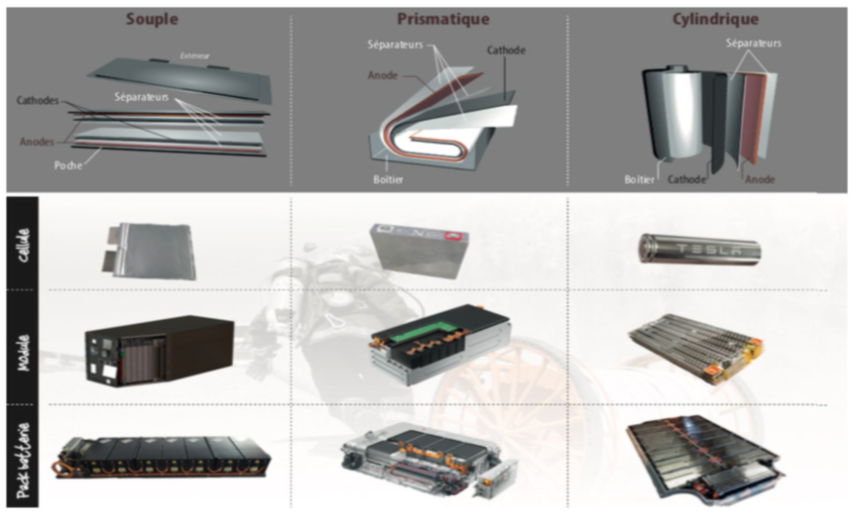 Souple
Prismatique
Cylindrique
Extérieur
Cathodes
Séparateurs
Anodes
Poche
Séparateurs
Cathode
Anode
Boîtier
Séparateurs
Boîtier
Cathode
Anode
Cellule
TESLA
Module
Pack batterie